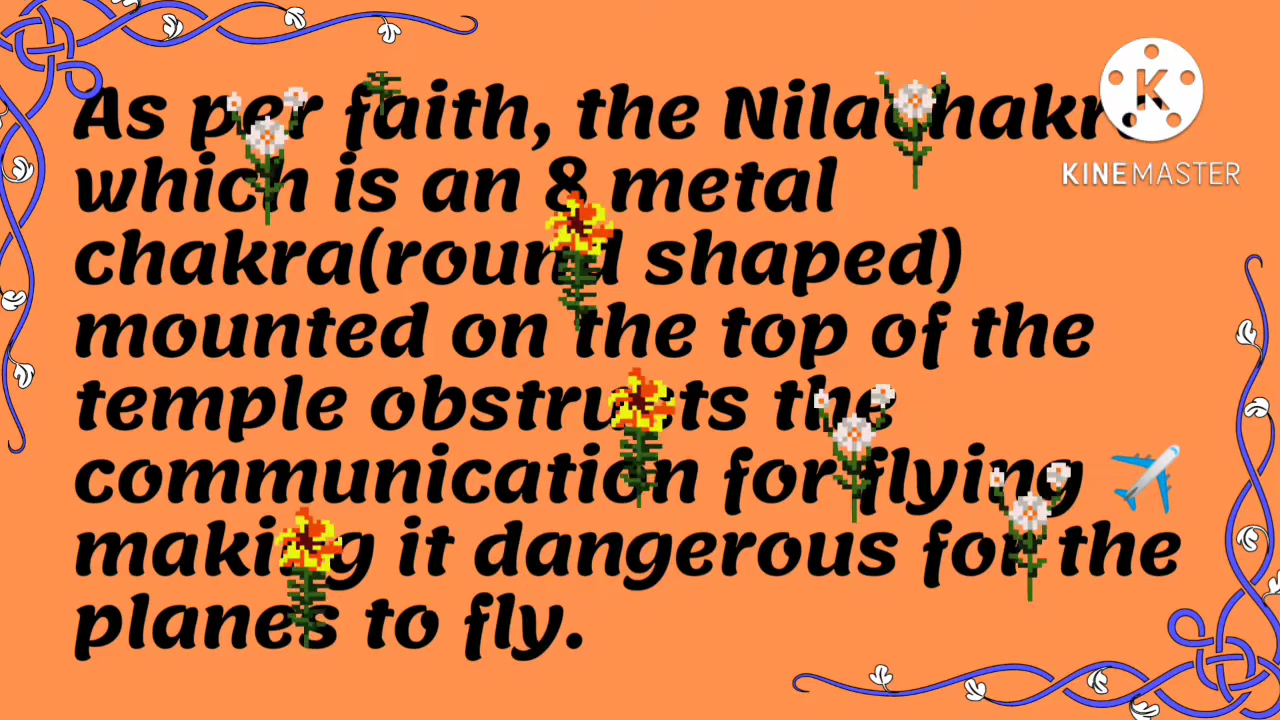 As per faith, the Nilachakra
which is an 8 metal
chakra(round shaped)
mounted on the top of the
temple obstructs the
communication for flying
making it dangerous for the
planes to fly.
K
KINEMASTER